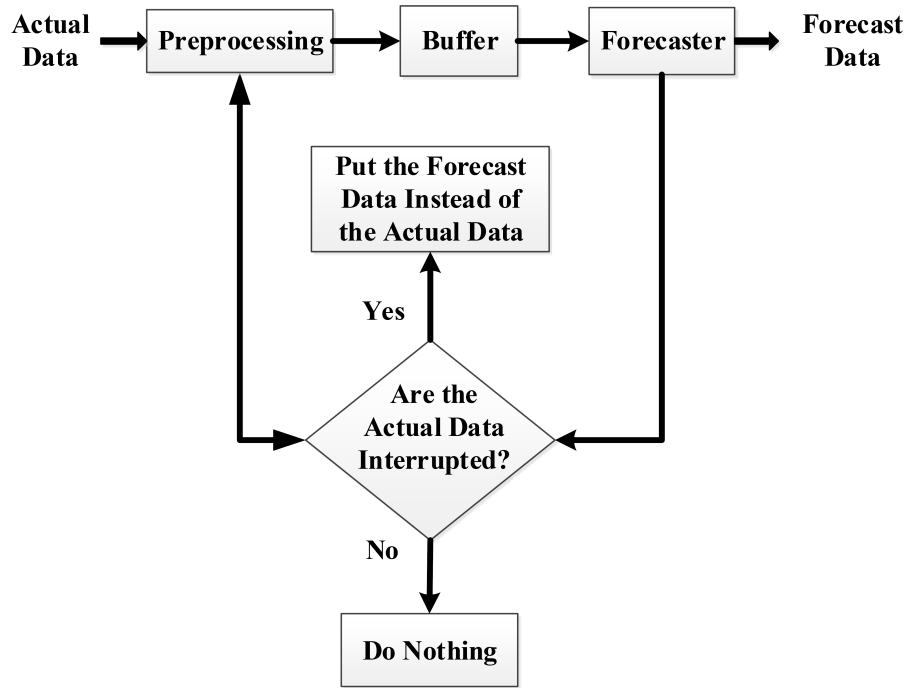 Actual
Data
Preprocessing
Buffer
Forecaster
Forecast
Data
Put the Forecast
Data Instead of
the Actual Data
Yes
Are the
Actual Data
Interrupted?
No
Do Nothing